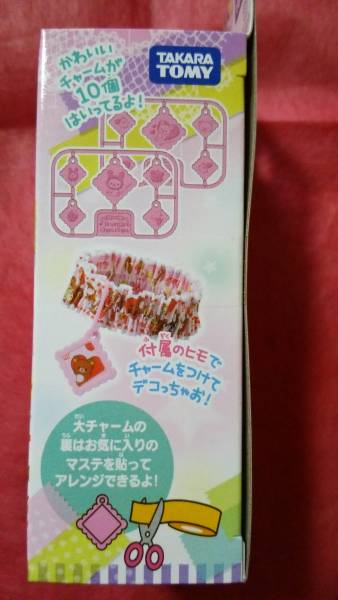 かわいい
チャームが
10個
はいってるよ!
TAKARA
TOMY
付属のヒモで
チャームをつけて
デコっちゃお!
大チャームの
裏はお気に入りの
マステを貼って
アレンジできるよ!